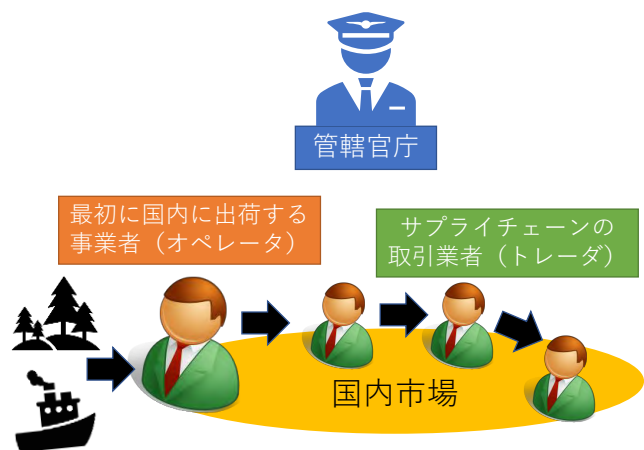 管轄官庁
最初に国内に出荷する
事業者（オペレータ）
サプライチェーンの
取引業者（トレーダ）
国内市場